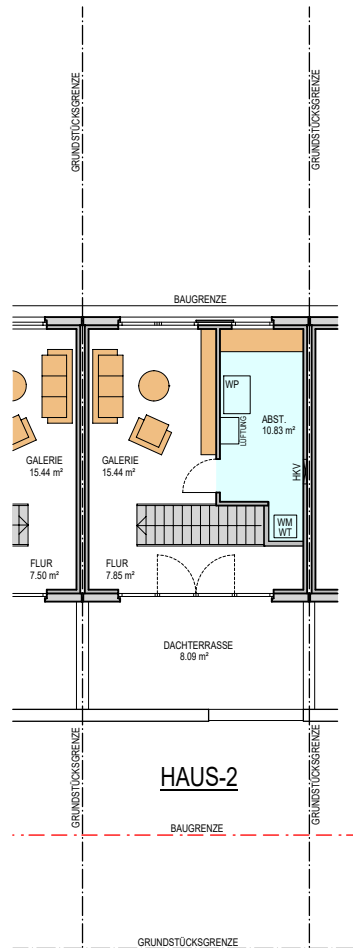 GRUNDSTÜCKSGRENZE
GRUNDSTÜCKSGRENZE
BAUGRENZE
WP
LÜFTUNG
ABST.
10.83 m²
HKV
GALERIE
15.44 m²
GALERIE
15.44 m²
WM
WT
FLUR
7.50 m²
FLUR
7.85 m²
DACHTERRASSE
8.09 m²
GRUNDSTÜCKSGRENZE
GRUNDSTÜCKSGRENZE
HAUS-2
BAUGRENZE
GRUNDSTÜCKSGRENZE